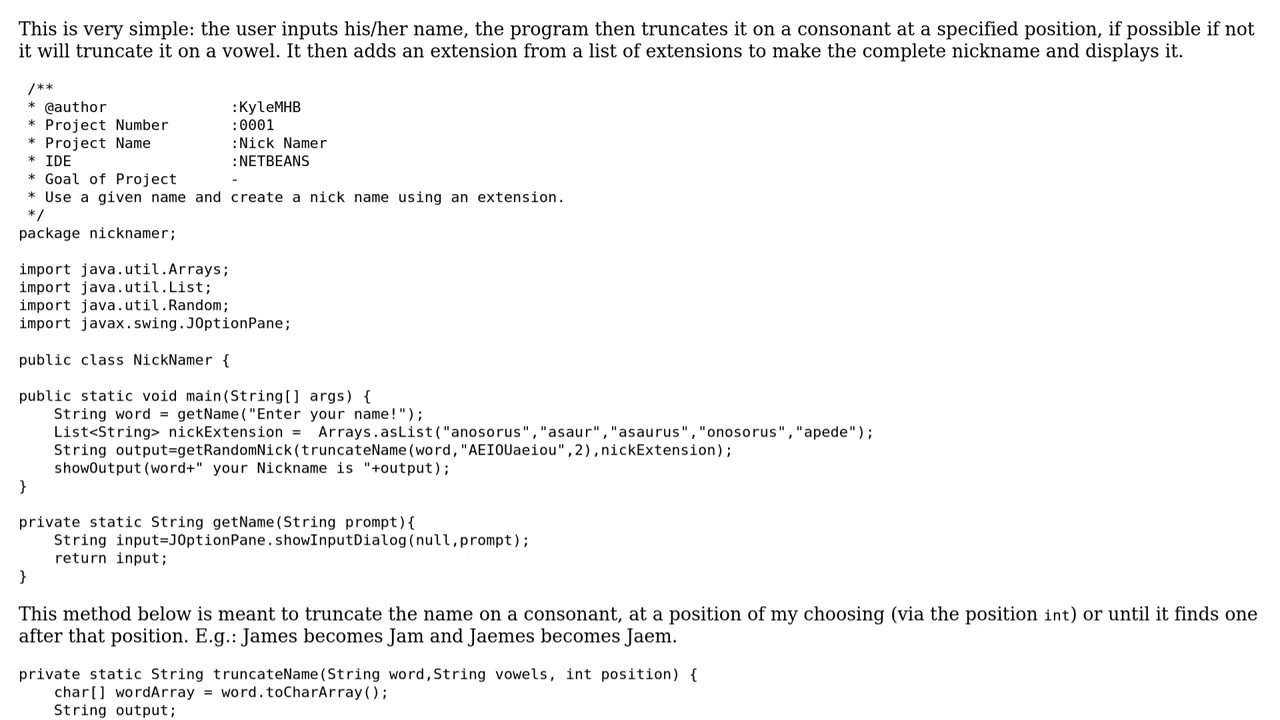 This is very simple: the user inputs his/her name, the program then truncates it on a consonant at a specified position, if possible if not
it will truncate it on a vowel. It then adds an extension from a list of extensions to make the complete nickname and displays it.
/**
* @author              :KyleMHB
* Project Number       :0001
* Project Name         :Nick Namer
* IDE                  :NETBEANS
* Goal of Project      -
* Use a given name and create a nick name using an extension.
*/
package nicknamer;
import java.util.Arrays;
import java.util.List;
import java.util.Random;
import javax.swing.JOptionPane;
public class NickNamer {
public static void main(String[] args) {
    String word = getName("Enter your name!");
    List<String> nickExtension =  Arrays.asList("anosorus","asaur","asaurus","onosorus","apede");
    String output=getRandomNick(truncateName(word,"AEIOUaeiou",2),nickExtension);
    showOutput(word+" your Nickname is "+output);
}
private static String getName(String prompt){
    String input=JOptionPane.showInputDialog(null,prompt);
    return input;
}
This method below is meant to truncate the name on a consonant, at a position of my choosing (via the position int) or until it finds one
after that position. E.g.: James becomes Jam and Jaemes becomes Jaem.
private static String truncateName(String word,String vowels, int position) {
    char[] wordArray = word.toCharArray();
    String output;